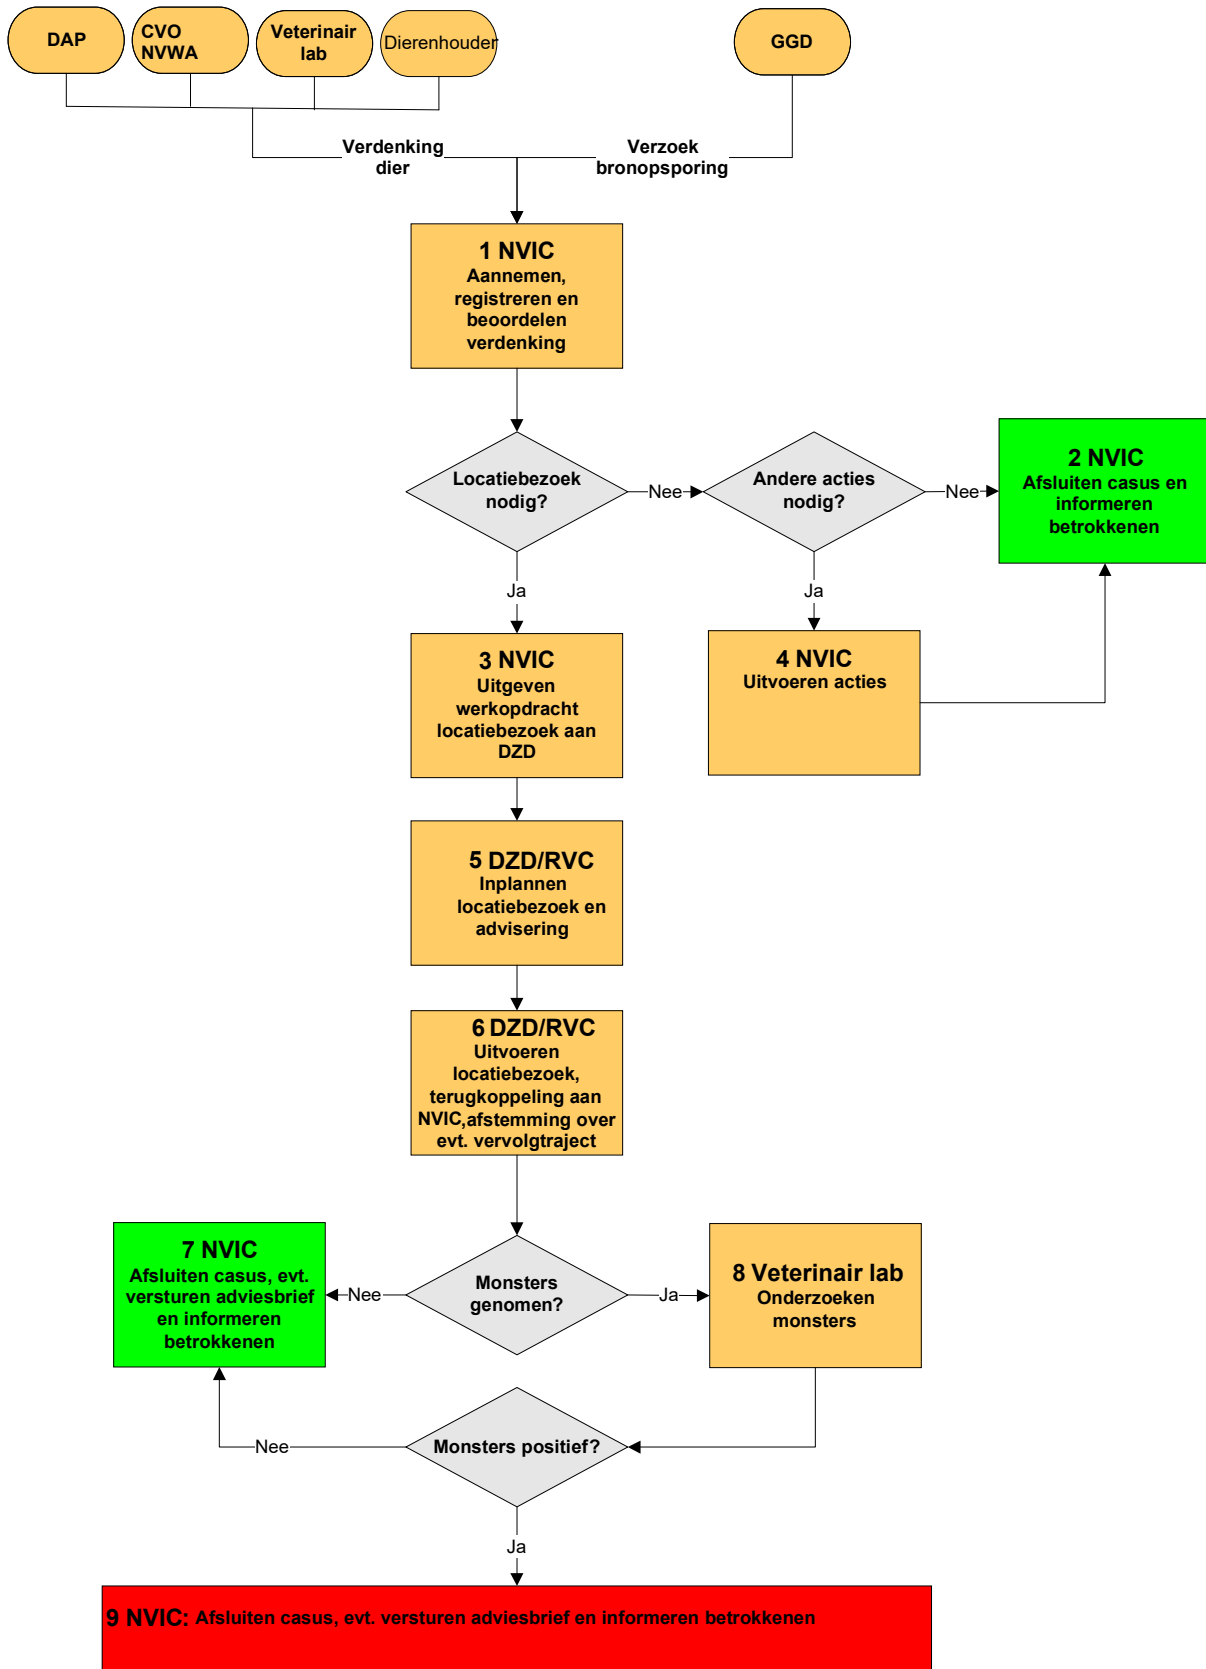 DAP
CVO
NVWA
Veterinair
lab
Dierenhouder
GGD
Verdenking
dier
Verzoek
bronopsporing
1 NVIC
Aannemen,
registreren en
beoordelen
verdenking
Locatiebezoek
nodig?
Nee
Andere acties
nodig?
Nee
2 NVIC
Afsluiten casus en
informeren
betrokkenen
Ja
Ja
3 NVIC
Uitgeven
werkopdracht
locatiebezoek aan
DZD
4 NVIC
Uitvoeren acties
5 DZD/RVC
Inplannen
locatiebezoek en
advisering
6 DZD/RVC
Uitvoeren
locatiebezoek,
terugkoppeling aan
NVIC,afstemming over
evt. vervolgtraject
7 NVIC
Afsluiten casus, evt.
versturen adviesbrief
en informeren
betrokkenen
Nee
Monsters
genomen?
Ja
8 Veterinair lab
Onderzoeken
monsters
Nee
Monsters positief?
Ja
9 NVIC: Afsluiten casus, evt. versturen adviesbrief en informeren betrokkenen